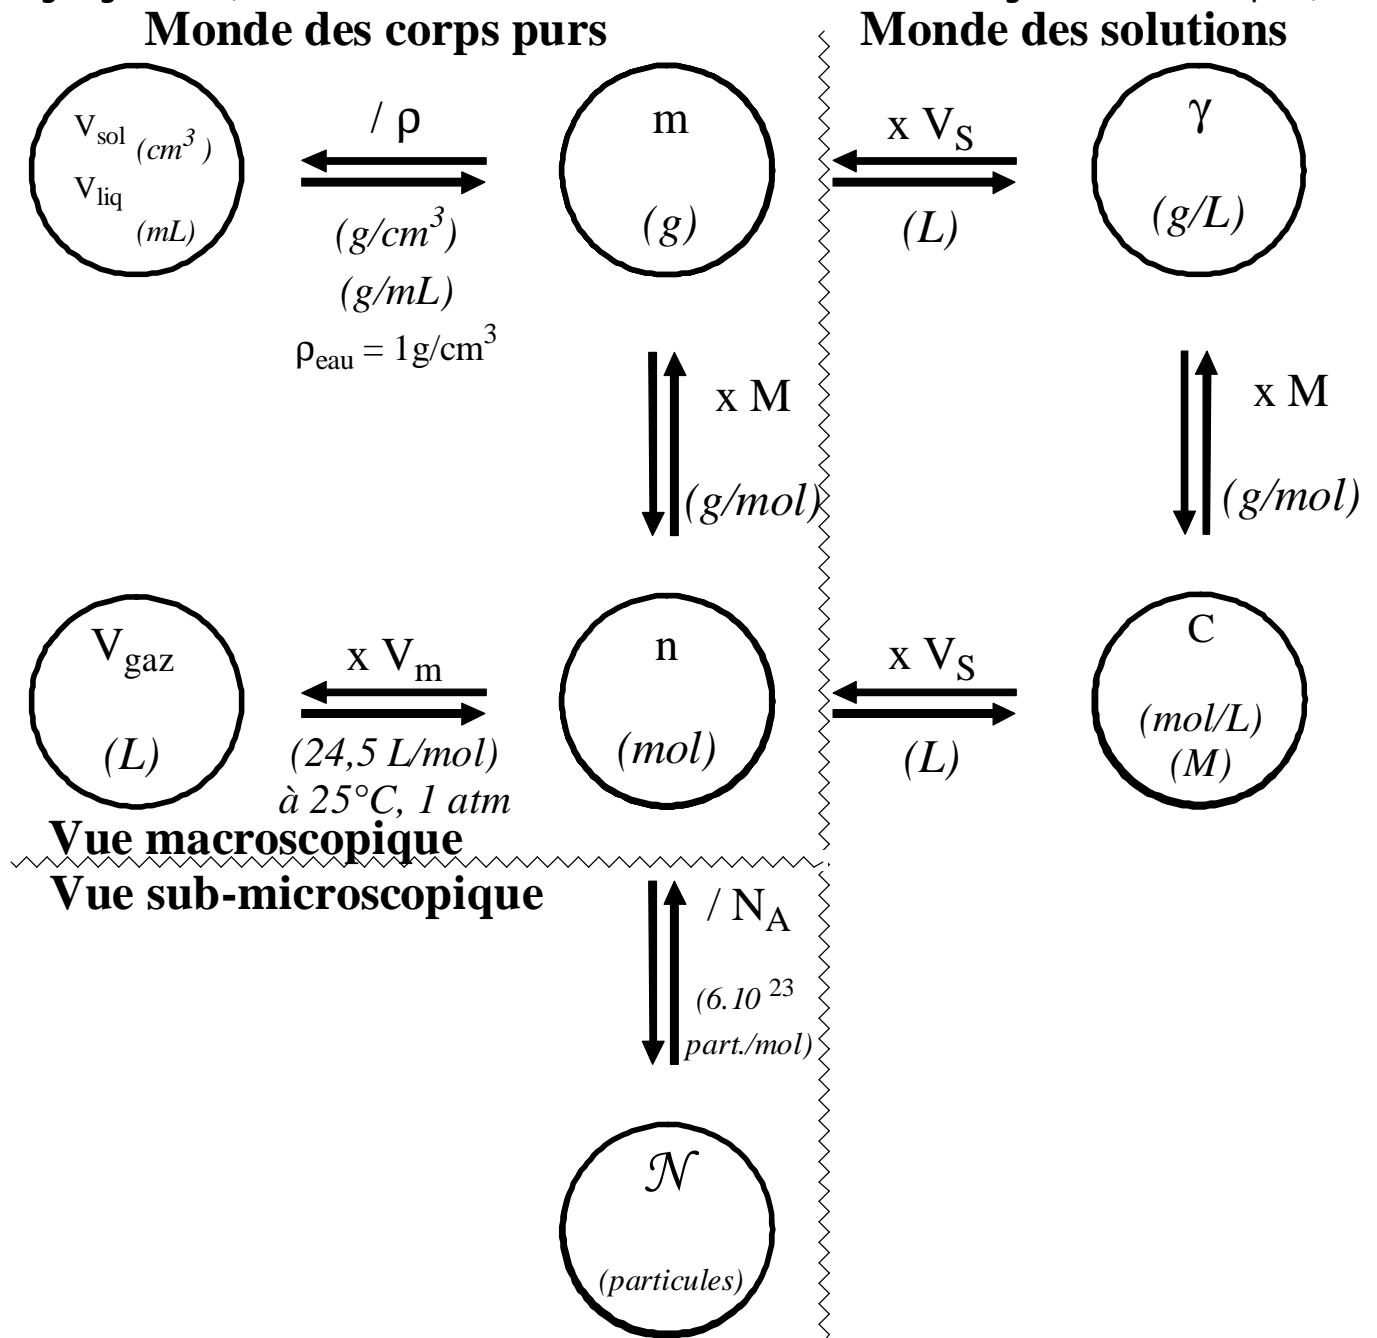 Monde des corps purs
Monde des solutions
V_sol (cm³)
V_liq
(mL)
/ ρ
(g/cm³)
(g/mL)
ρ_eau = 1g/cm³
m
(g)
x V_S
(L)
γ
(g/L)
x M
(g/mol)
x M
(g/mol)
V_gaz
(L)
x V_m
(24,5 L/mol)
à 25°C, 1 atm
n
(mol)
x V_S
(L)
C
(mol/L)
(M)
Vue macroscopique
Vue sub-microscopique
/ N_A
(6.10 ²³
part./mol)
𝒩
(particules)